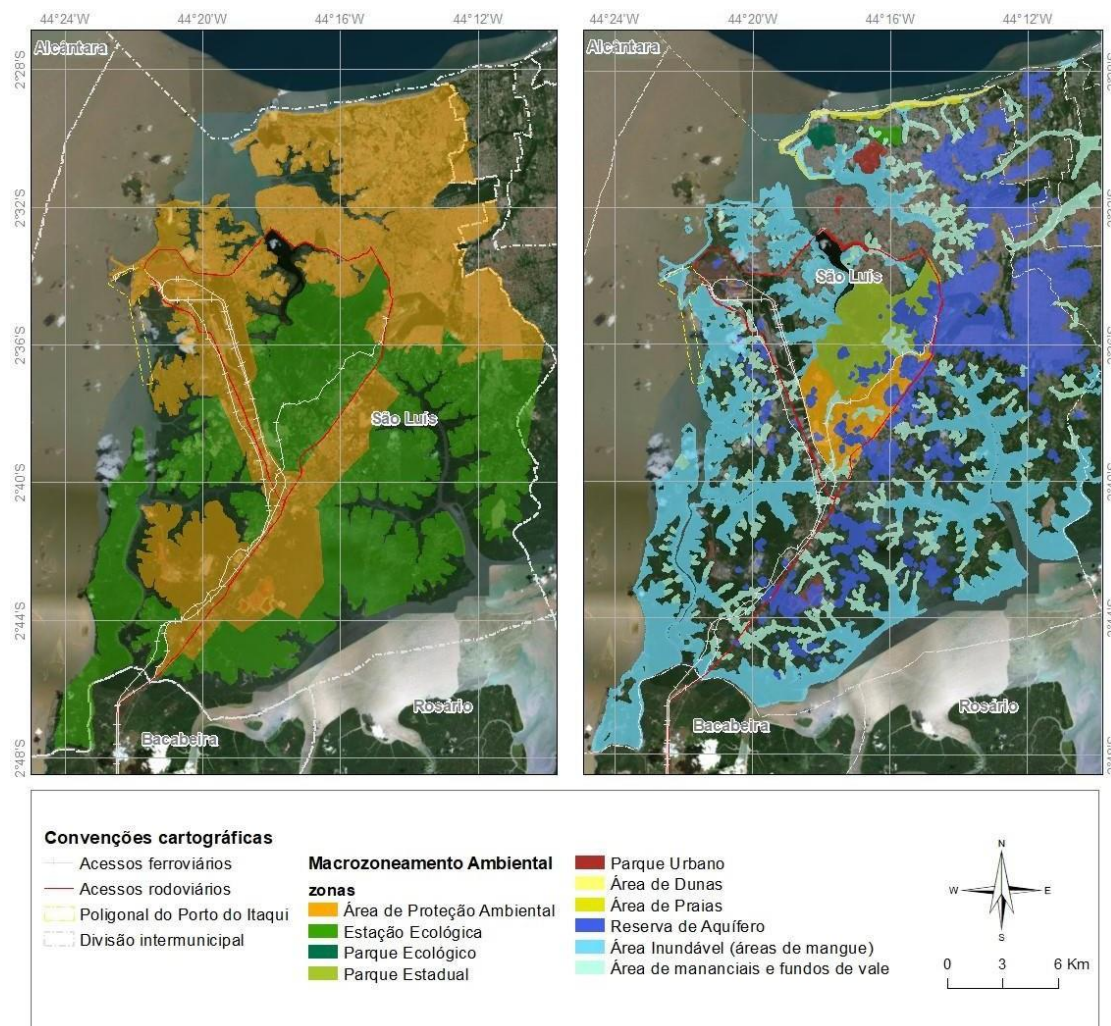 44°24'W 44°20'W 44°16'W 44°12'W
44°20'W 44°16'W 44°12'W
Alcântara
Alcântara
2°28'S
2°32'S
2°36'S
2°40'S
2°44'S
2°48'S
São Luís
São Luís
São Luís
São Luís
Rosário
Rosário
Bacabeira
Bacabeira
Convenções cartográficas
Acessos ferroviários
Acessos rodoviários
Poligonal do Porto do Itaqui
Divisão intermunicipal
Macrozoneamento Ambiental
zonas
Área de Proteção Ambiental
Estação Ecológica
Parque Ecológico
Parque Estadual
Parque Urbano
Área de Dunas
Área de Praias
Reserva de Aquífero
Área Inundável (áreas de mangue)
Área de mananciais e fundos de vale
N
W E
S
0 3 6 Km